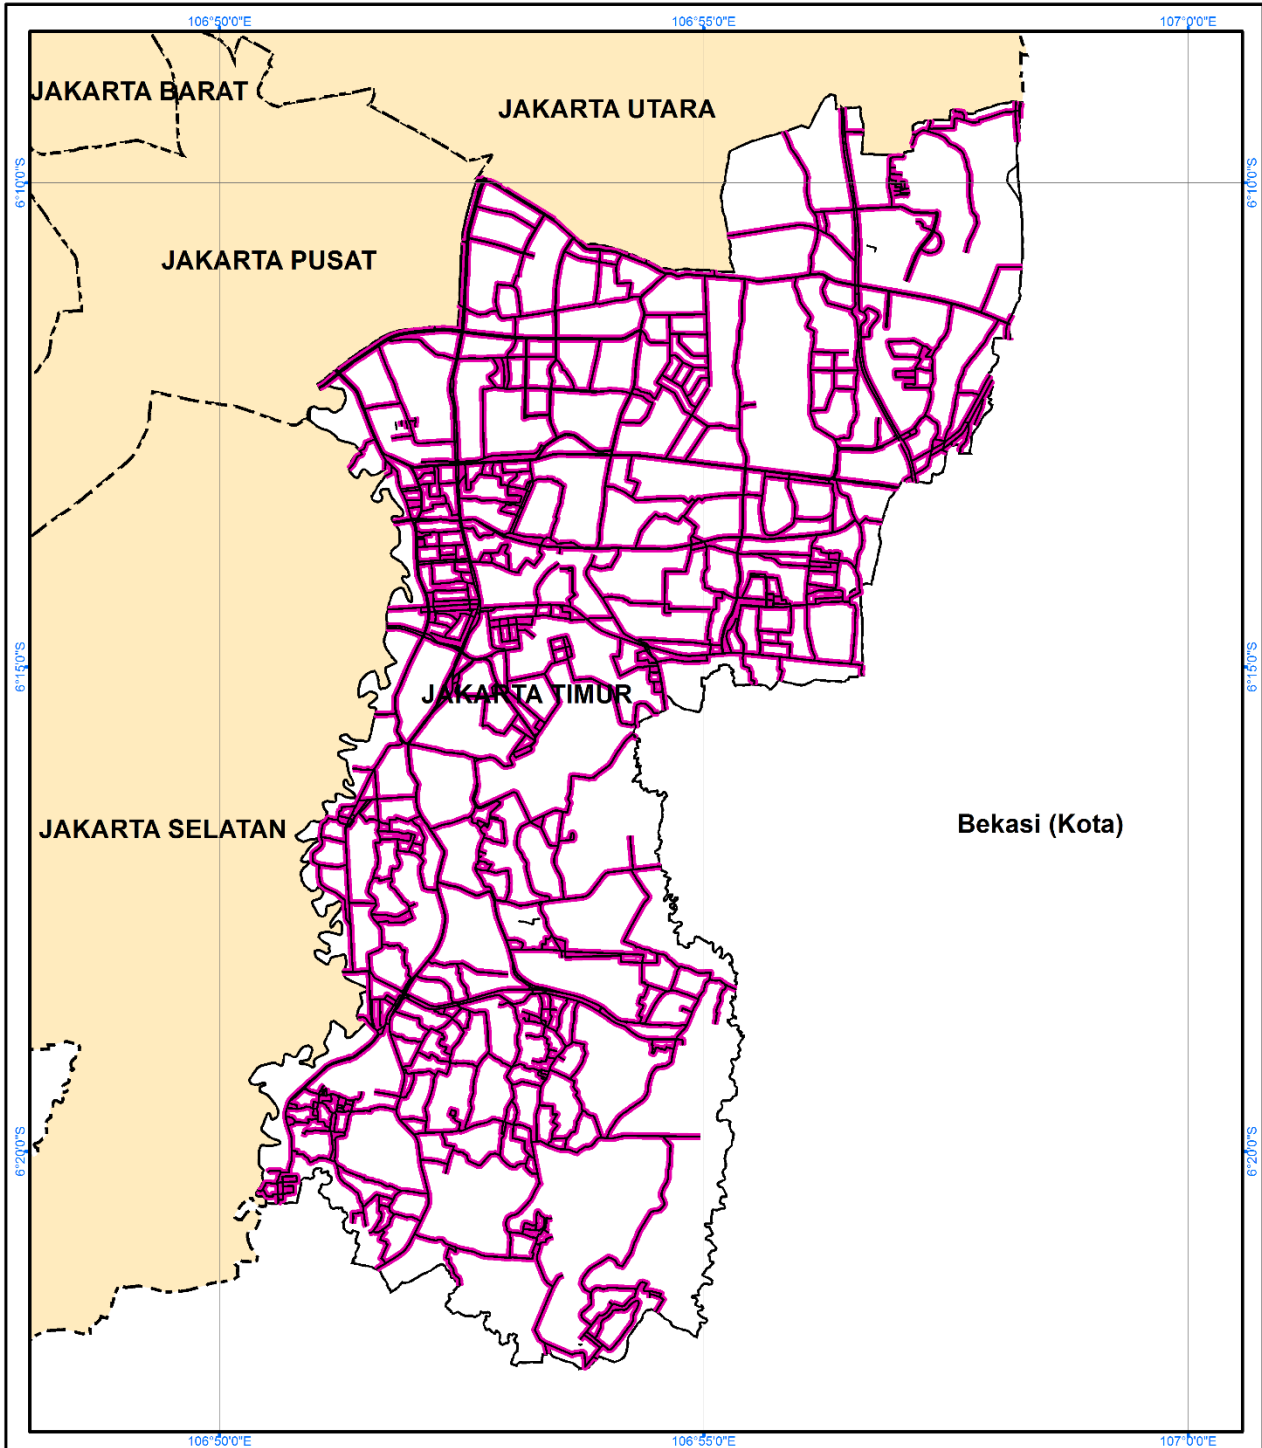 106°50'0"E 106°55'0"E 107°0'0"E
JAKARTA BARAT
JAKARTA UTARA
6°10'0"S 6°10'0"S
JAKARTA PUSAT
6°15'0"S 6°15'0"S
JAKARTA TIMUR
JAKARTA SELATAN
Bekasi (Kota)
6°20'0"S 6°20'0"S
106°50'0"E 106°55'0"E 107°0'0"E